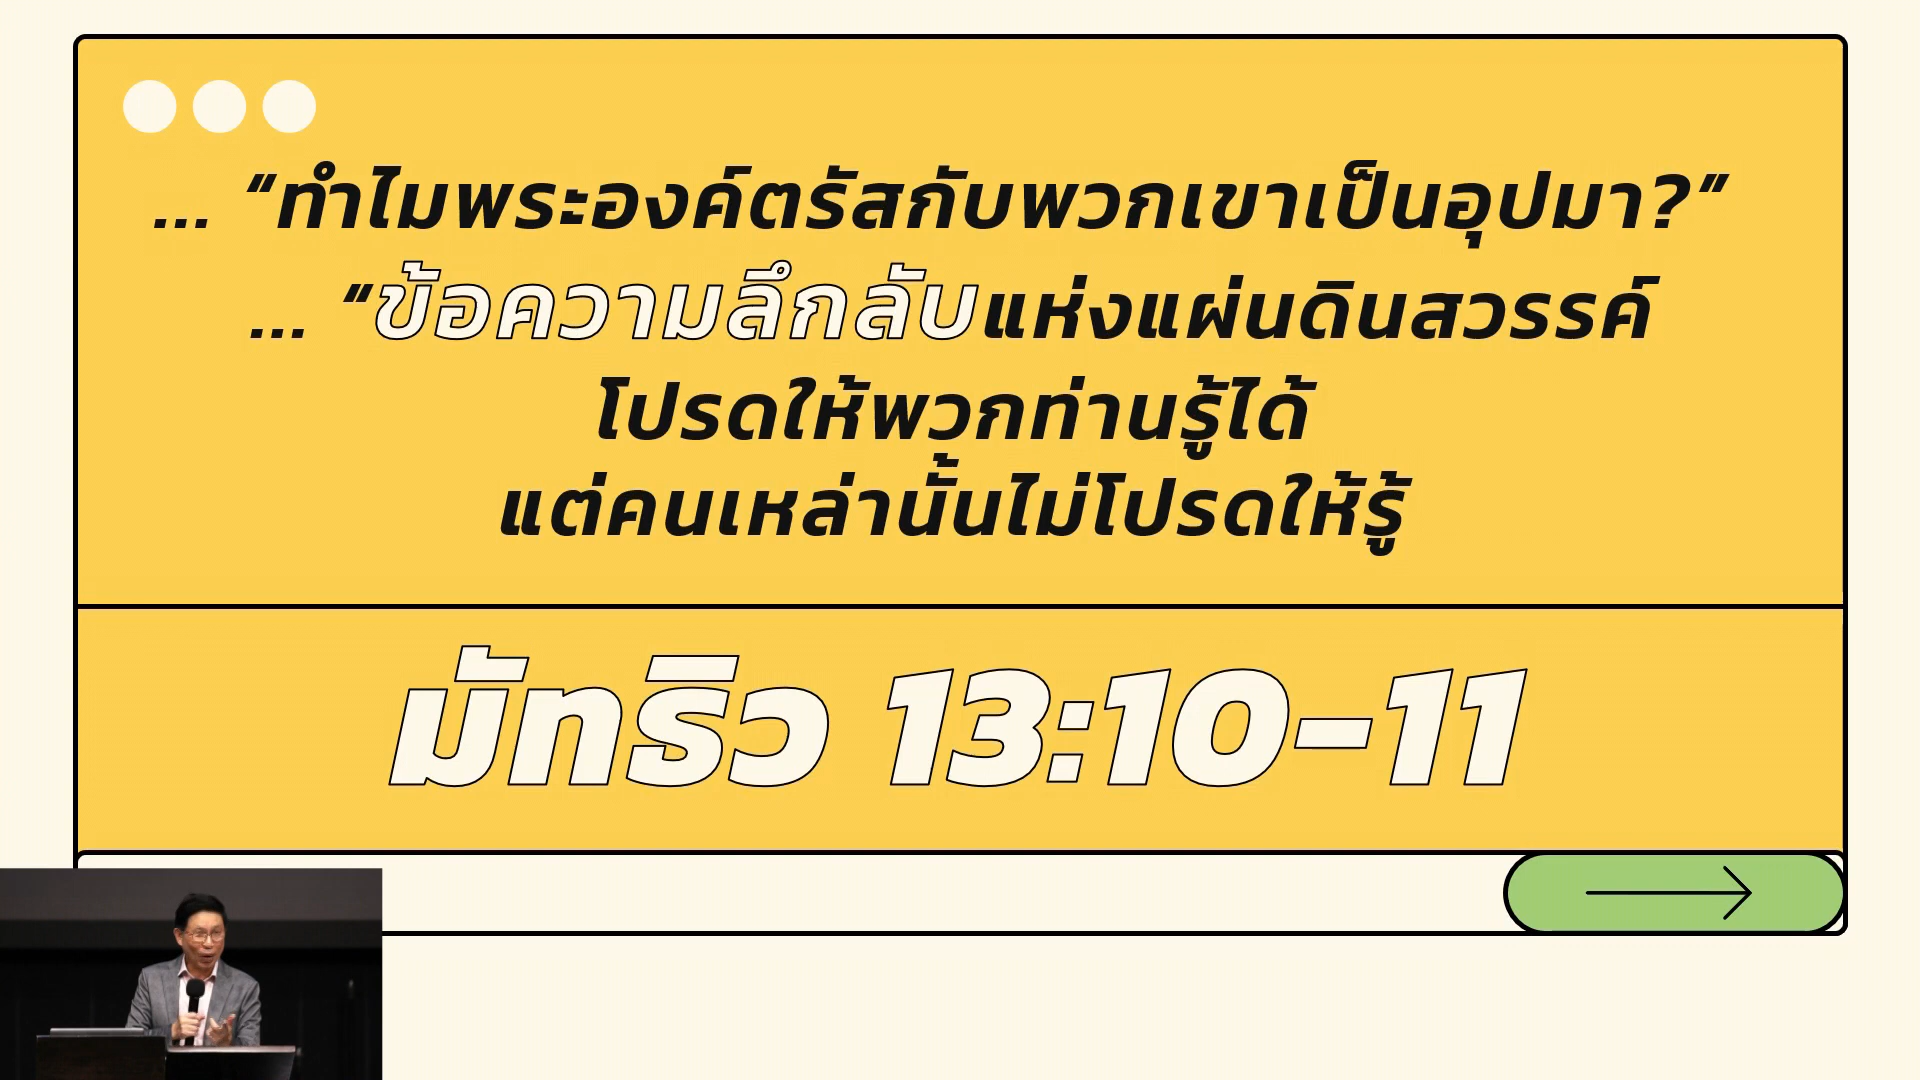 ... “ทำไมพระองค์ตรัสกับพวกเขาเป็นอุปมา?”
... “ข้อความลึกลับแห่งแผ่นดินสวรรค์
โปรดให้พวกท่านรู้ได้
แต่คนเหล่านั้นไม่โปรดให้รู้
มัทธิว 13:10-11